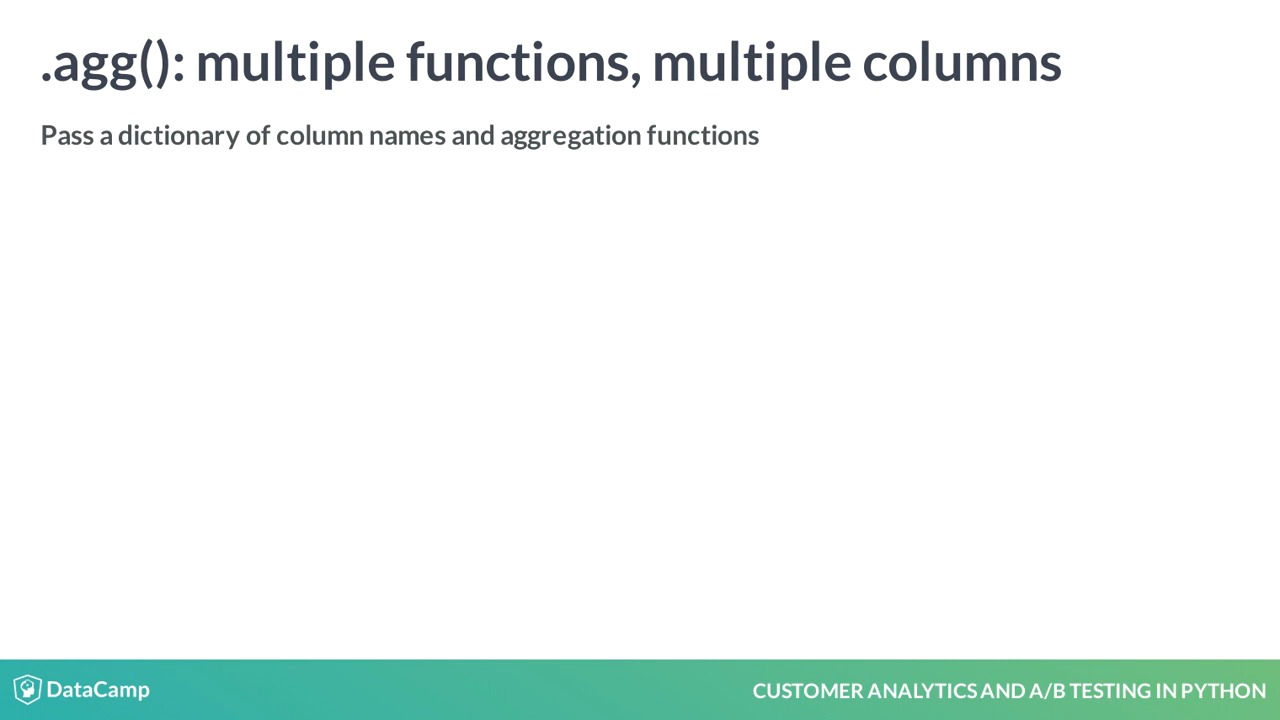 .agg(): multiple functions, multiple columns
Pass a dictionary of column names and aggregation functions
DataCamp
CUSTOMER ANALYTICS AND A/B TESTING IN PYTHON